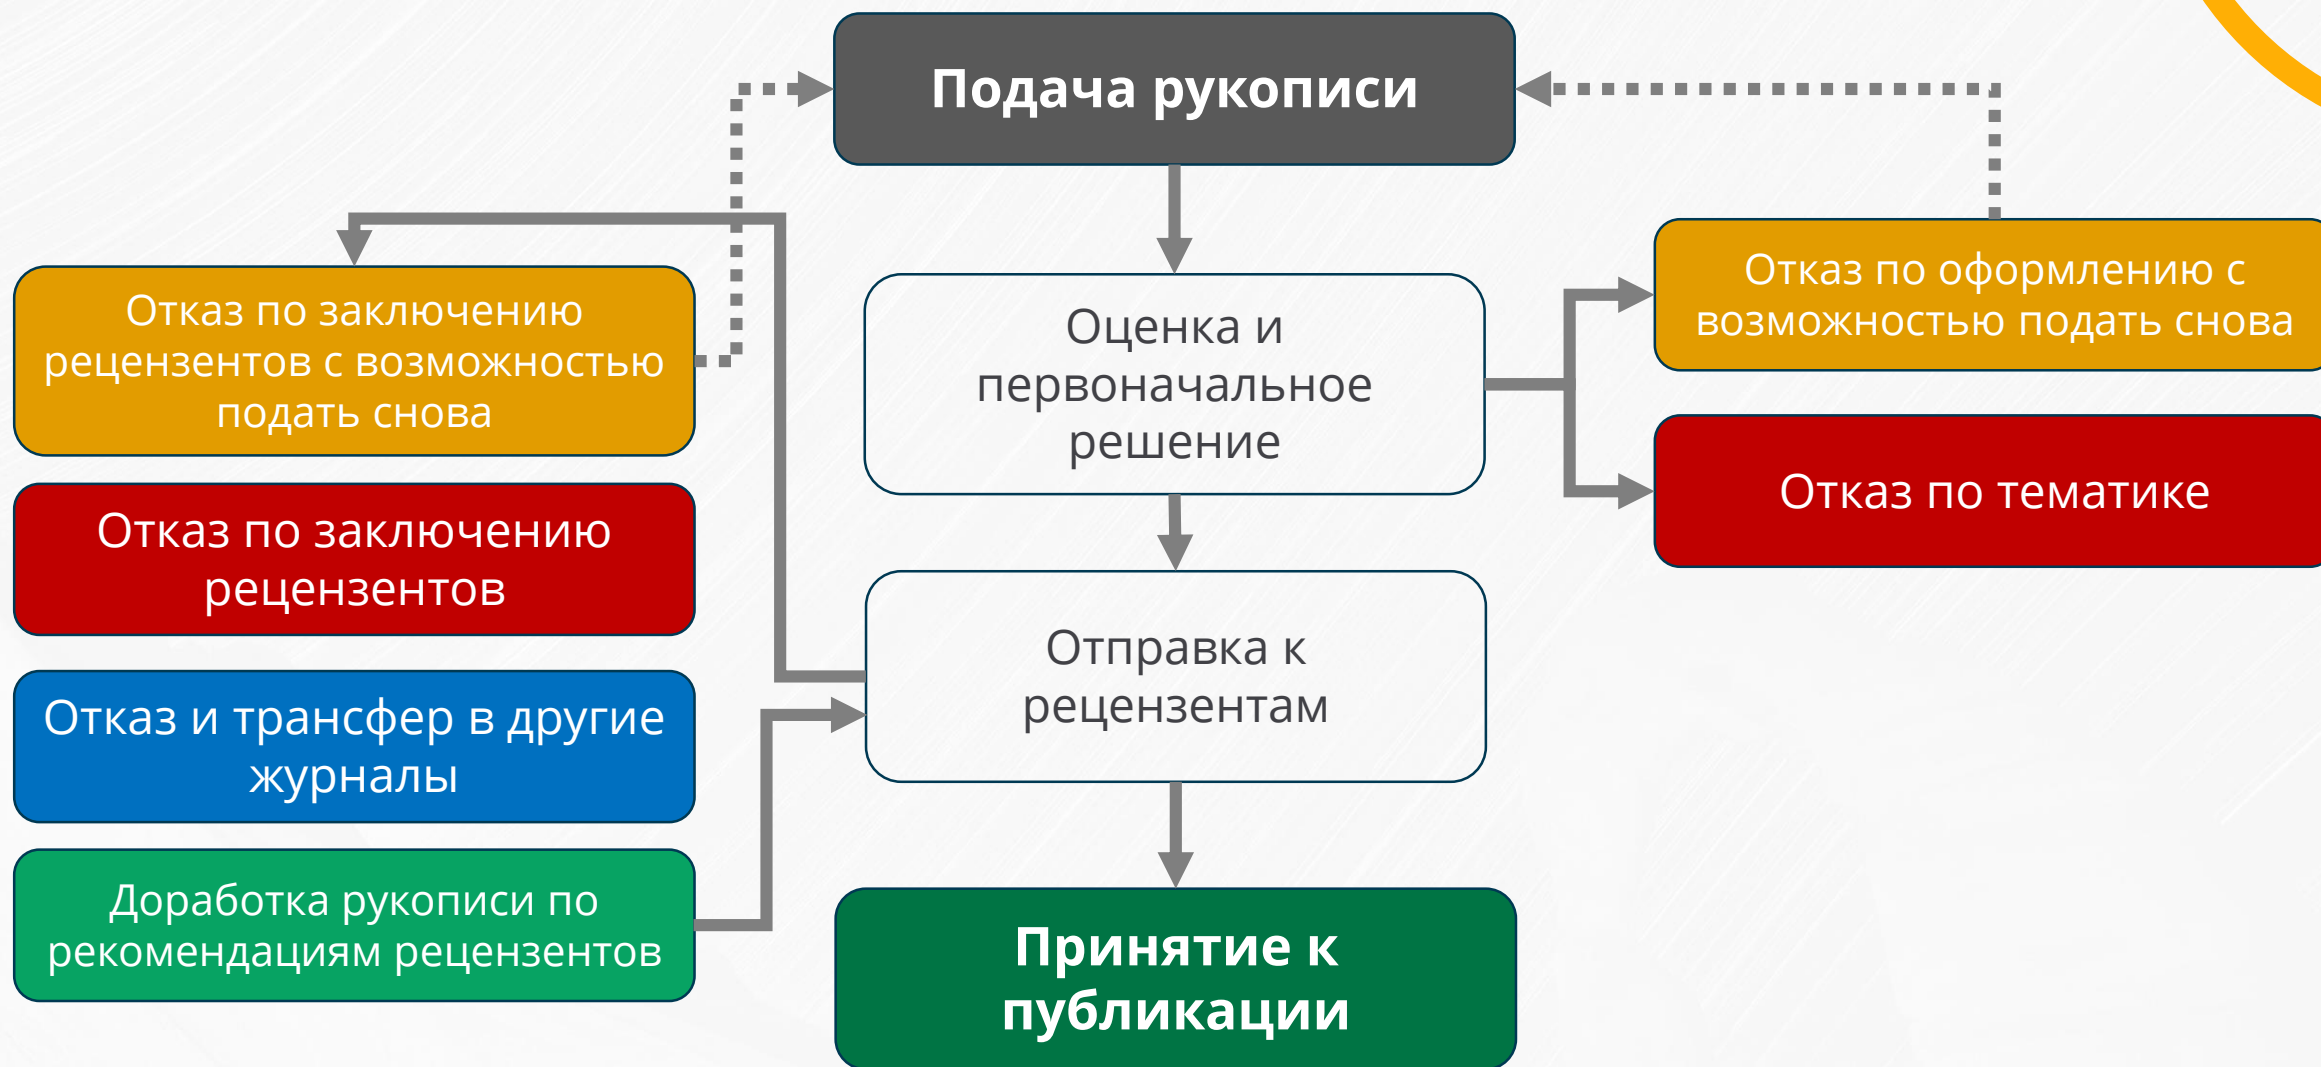 Подача рукописи
Отказ по заключению
рецензентов с возможностью
подать снова
Отказ по заключению
рецензентов
Отказ и трансфер в другие
журналы
Доработка рукописи по
рекомендациям рецензентов
Оценка и
первоначальное
решение
Отправка к
рецензентам
Принятие к
публикации
Отказ по оформлению с
возможностью подать снова
Отказ по тематике